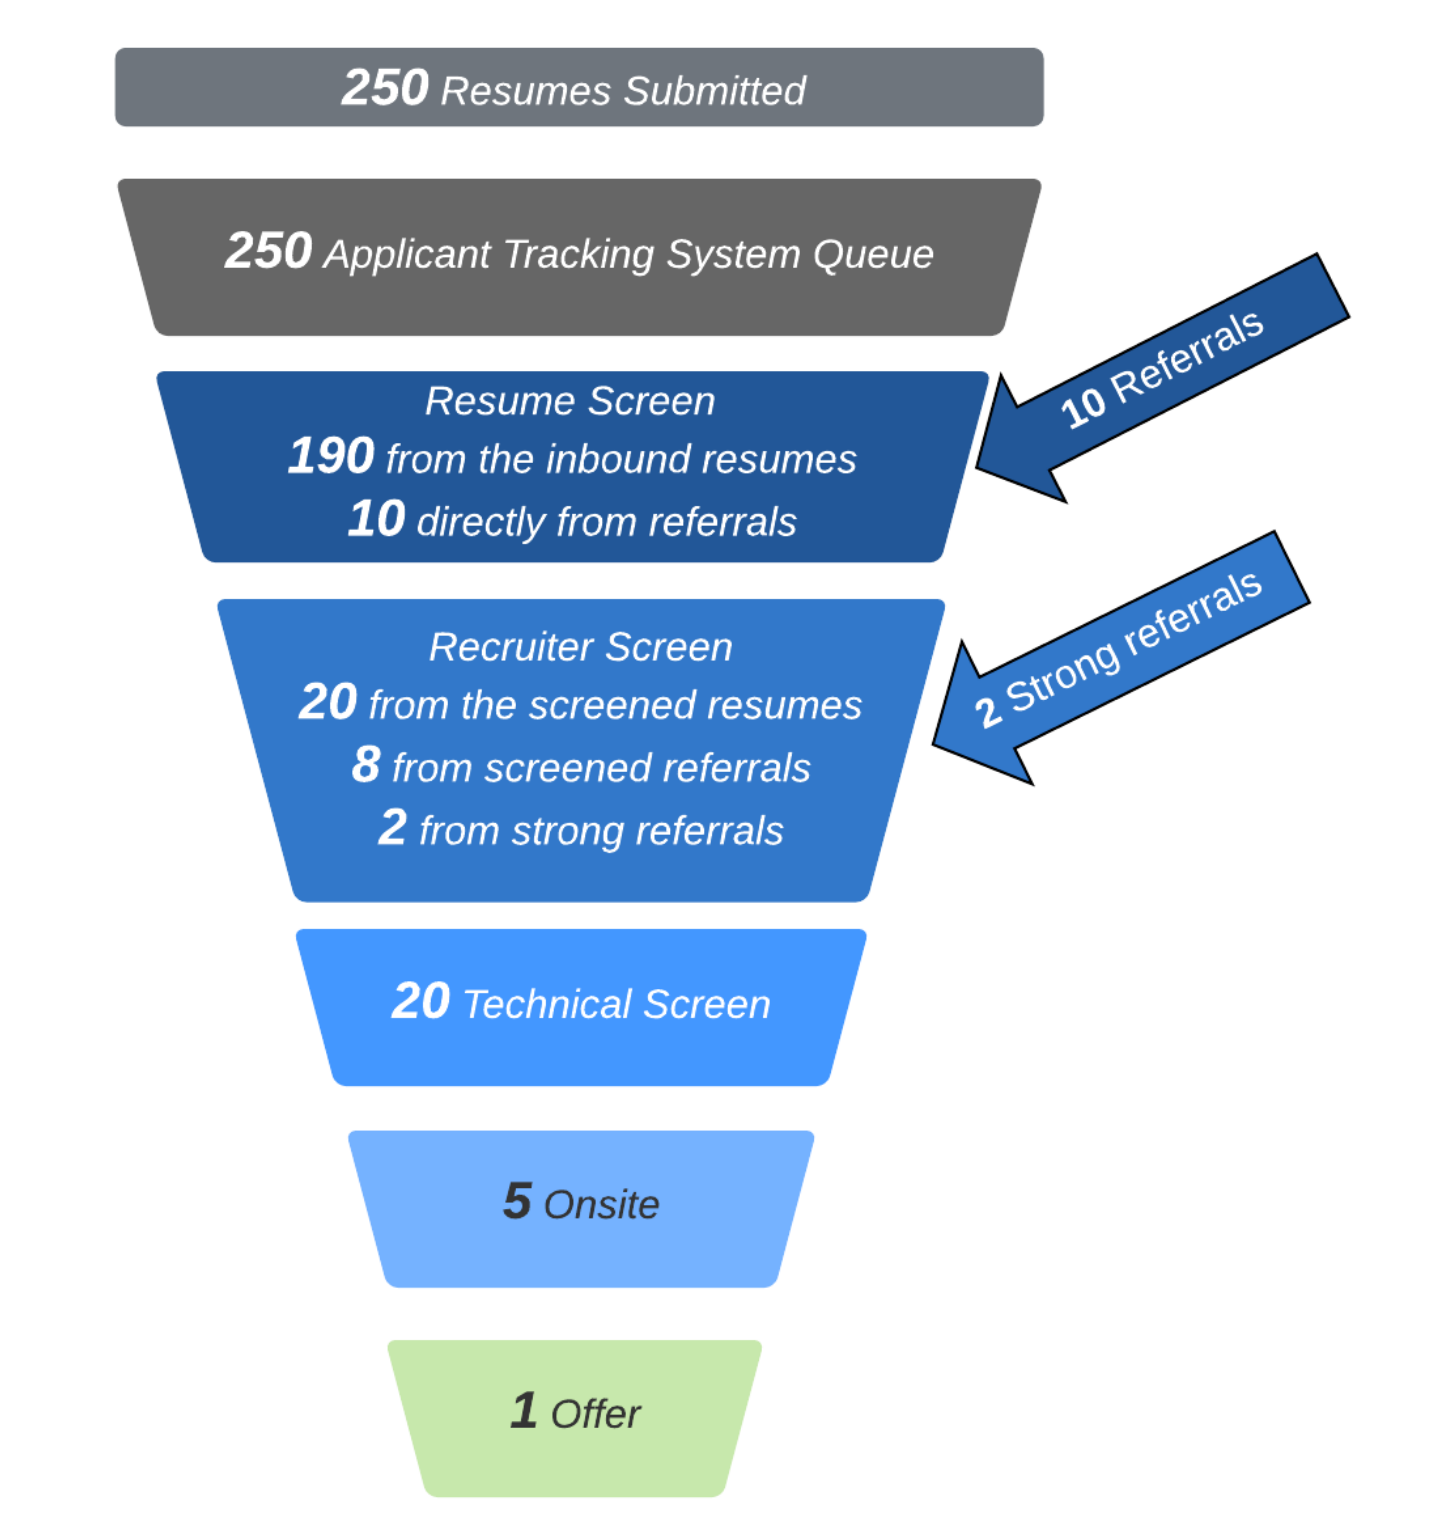 250 Resumes Submitted
250 Applicant Tracking System Queue
10 Referrals
Resume Screen
190 from the inbound resumes
10 directly from referrals
2 Strong referrals
Recruiter Screen
20 from the screened resumes
8 from screened referrals
2 from strong referrals
20 Technical Screen
5 Onsite
1 Offer